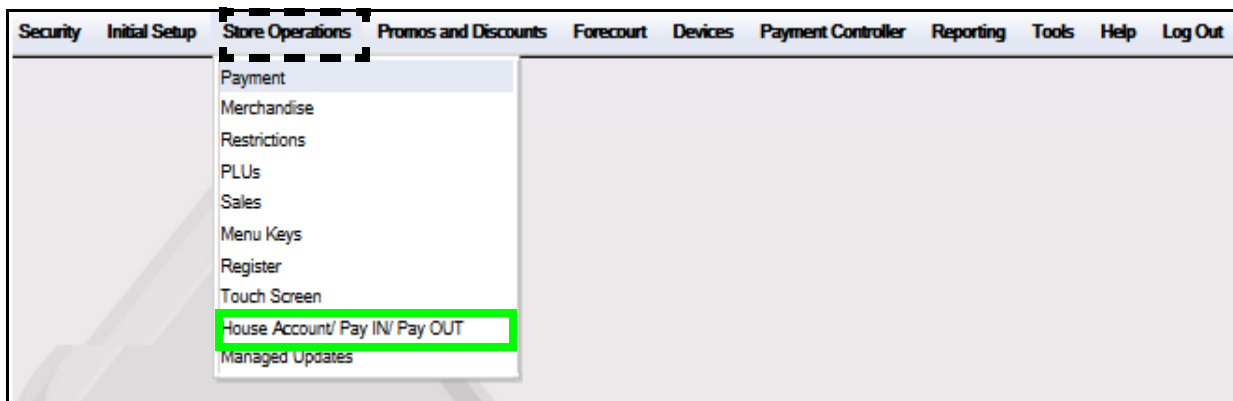 Security Initial Setup Store Operations Promos and Discounts Forecourt Devices Payment Controller Reporting Tools Help Log Out
Payment
Merchandise
Restrictions
PLUs
Sales
Menu Keys
Register
Touch Screen
House Account/ Pay IN/ Pay OUT
Managed Updates